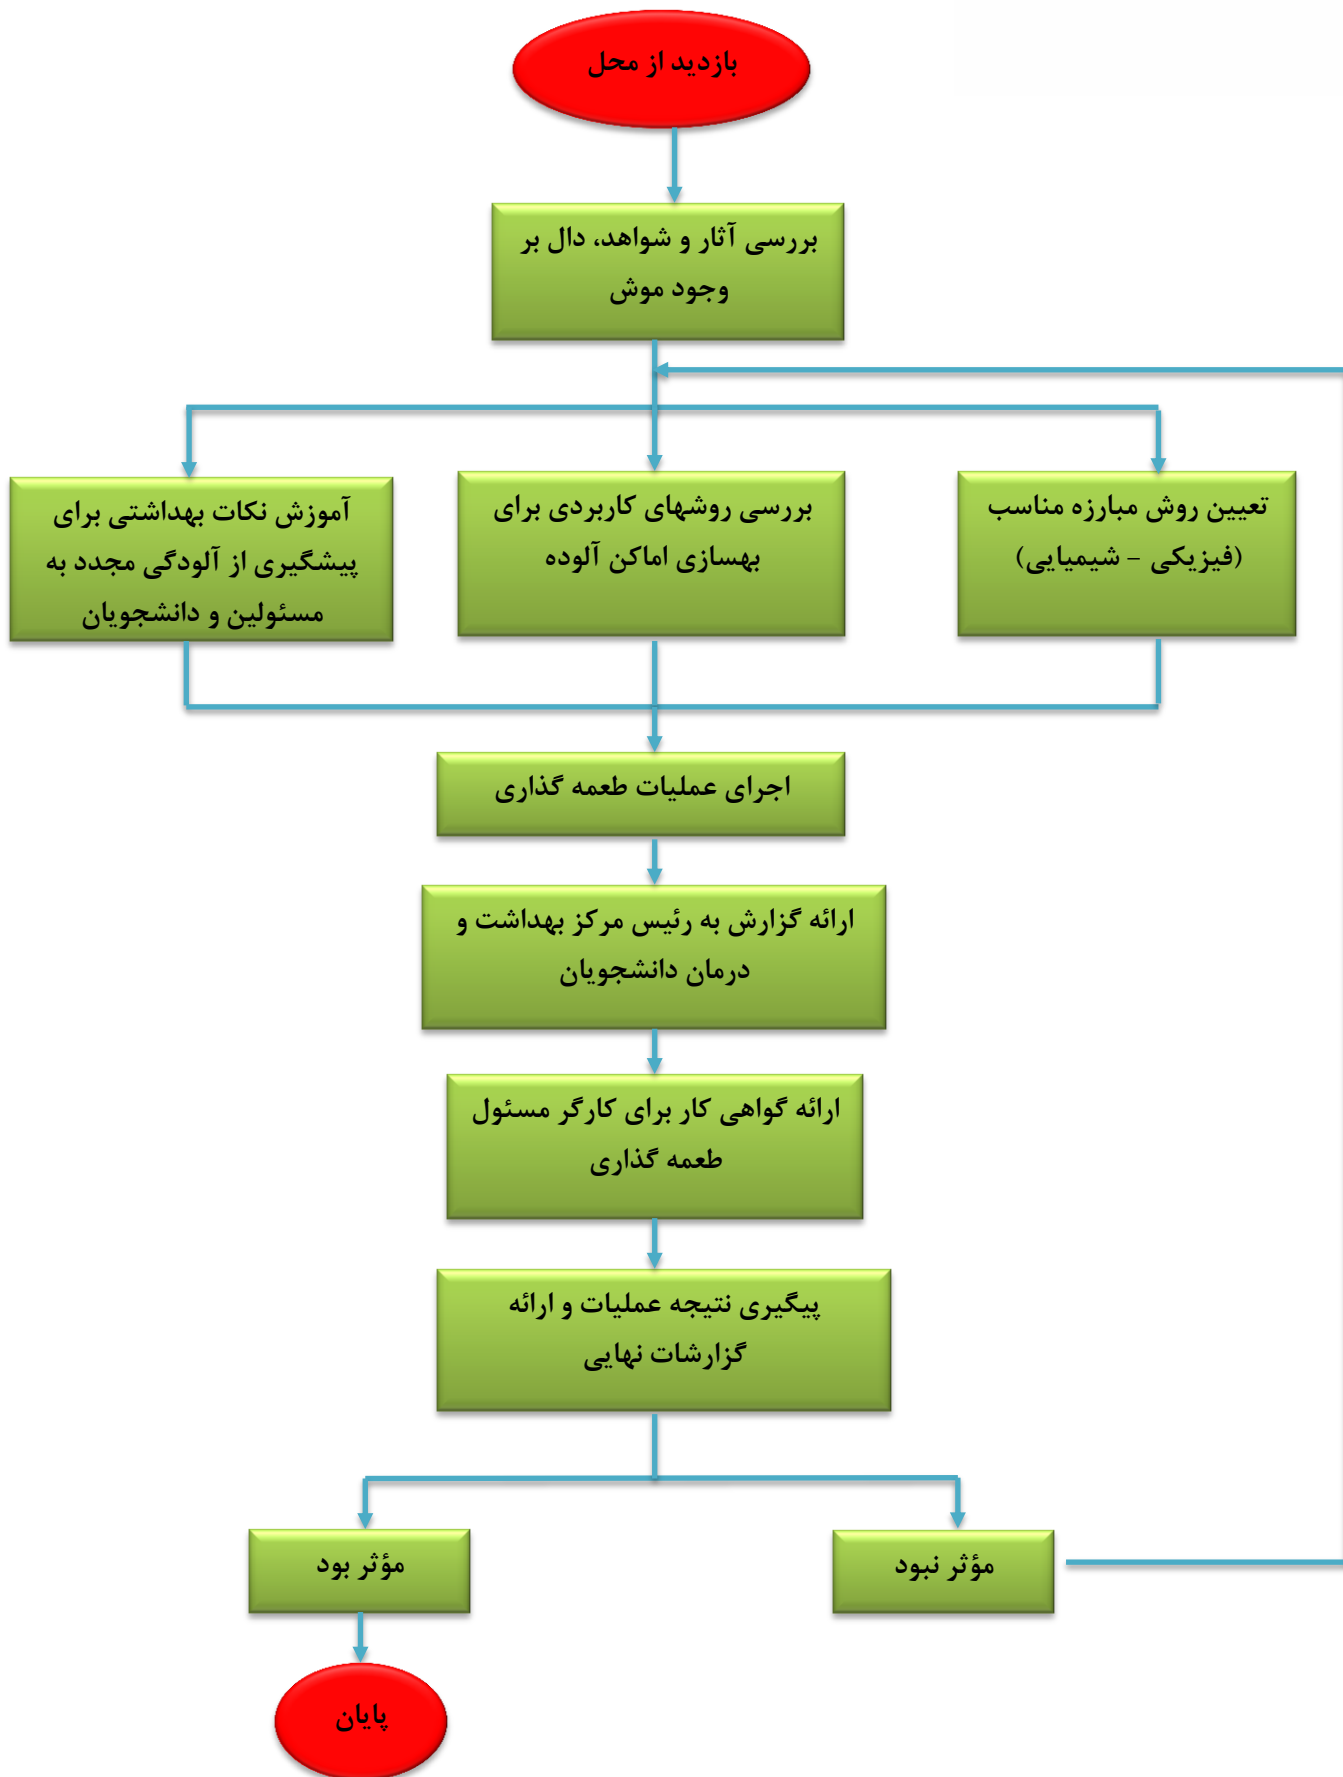 بازدید از محل
بررسی آثار و شواهد، دال بر
وجود موش
تعیین روش مبارزه مناسب
(فیزیکی - شیمیایی)
بررسی روشهای کاربردی برای
بهسازی اماکن آلوده
آموزش نکات بهداشتی برای
پیشگیری از آلودگی مجدد به
مسئولین و دانشجویان
اجرای عملیات طعمه گذاری
ارائه گزارش به رئیس مرکز بهداشت و
درمان دانشجویان
ارائه گواهی کار برای کارگر مسئول
طعمه گذاری
پیگیری نتیجه عملیات و ارائه
گزارشات نهایی
مؤثر نبود
مؤثر بود
پایان